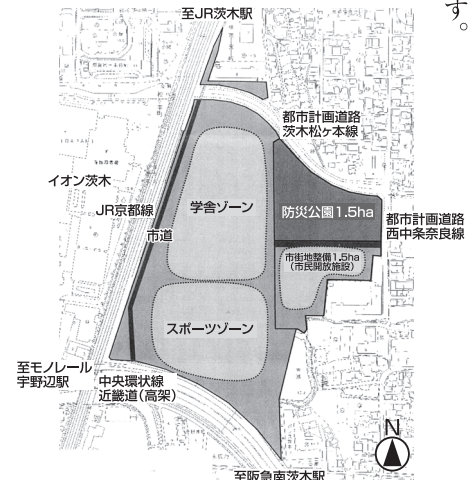 す。
至JR茨木駅
都市計画道路
茨木松ヶ本線
イオン茨木
学舎ゾーン
防災公園1.5ha
都市計画道路
西中条奈良線
JR京都線
市道
市街地整備1.5ha
(市民開放施設)
スポーツゾーン
至モノレール
宇野辺駅
中央環状線
近畿道(高架)
N
至阪急南茨木駅